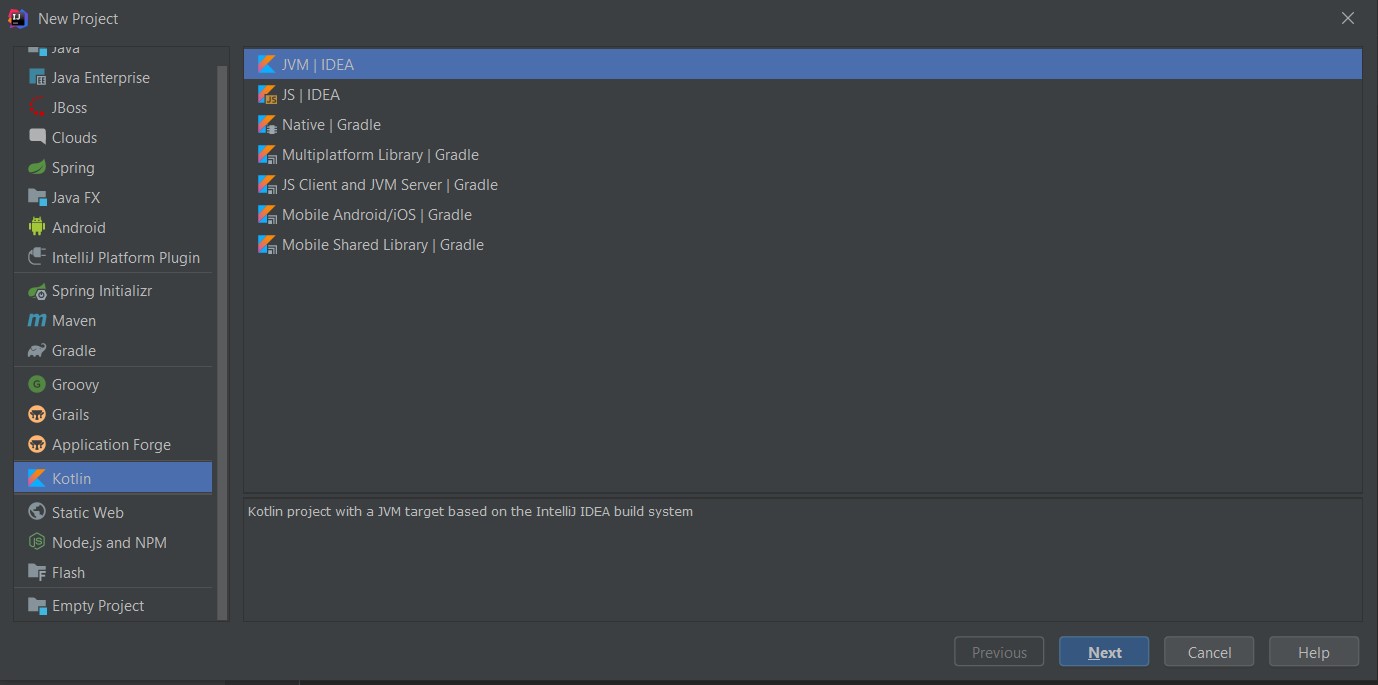 New Project
Java
Java Enterprise
JBoss
Clouds
Spring
Java FX
Android
IntelliJ Platform Plugin
Spring Initializr
Maven
Gradle
Groovy
Grails
Application Forge
Kotlin
Static Web
Node.js and NPM
Flash
Empty Project
JVM | IDEA
JS | IDEA
Native | Gradle
Multiplatform Library | Gradle
JS Client and JVM Server | Gradle
Mobile Android/iOS | Gradle
Mobile Shared Library | Gradle
Kotlin project with a JVM target based on the IntelliJ IDEA build system
Previous
Next
Cancel
Help